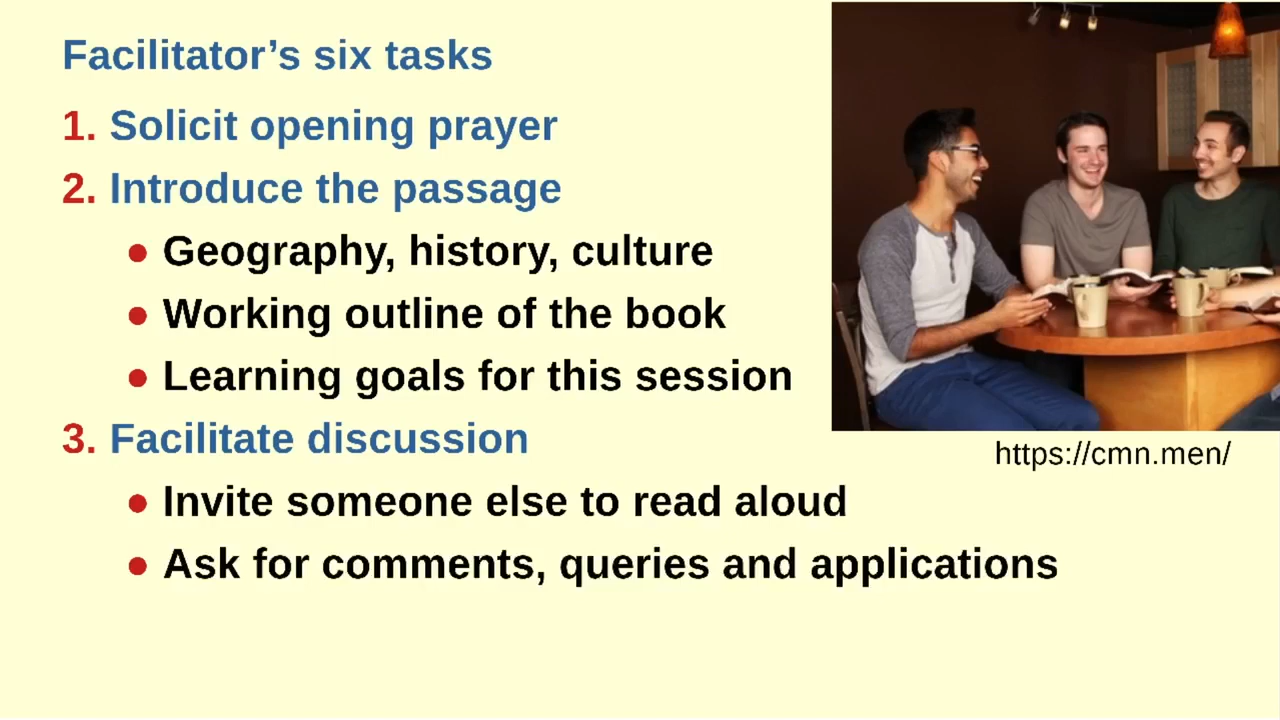 Facilitator’s six tasks
1. Solicit opening prayer
2. Introduce the passage
● Geography, history, culture
● Working outline of the book
● Learning goals for this session
3. Facilitate discussion
● Invite someone else to read aloud
● Ask for comments, queries and applications
https://cmn.men/